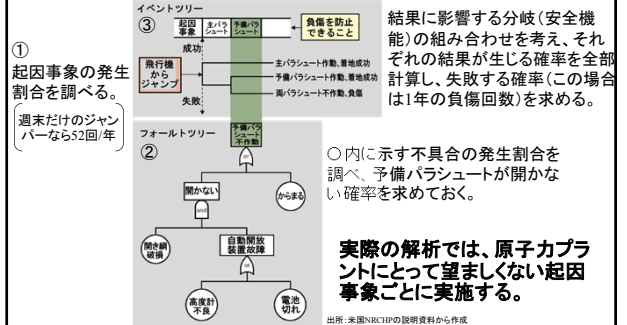 イベントツリー
③
起因
事象
主パラ
シュート
予備パラ
シュート
負傷を防止
できること
成功
飛行機
から
ジャンプ
失敗
主パラシュート作動、着地成功
予備パラシュート作動、着地成功
両パラシュート不作動、負傷
結果に影響する分岐(安全機
能)の組み合わせを考え、それ
ぞれの結果が生じる確率を全部
計算し、失敗する確率(この場合
は1年の負傷回数)を求める。
①
起因事象の発生
割合を調べる。
週末だけのジャン
パーなら52回/年
フォールトツリー
②
予備パラ
シュート
不作動
or
開かない
からまる
and
開き綱
破損
自動開放
装置故障
or
高度計
不良
電池
切れ
○内に示す不具合の発生割合を
調べ、予備パラシュートが開かな
い確率を求めておく。
実際の解析では、原子力プラ
ントにとって望ましくない起因
事象ごとに実施する。
出所:米国NRCHPの説明資料から作成